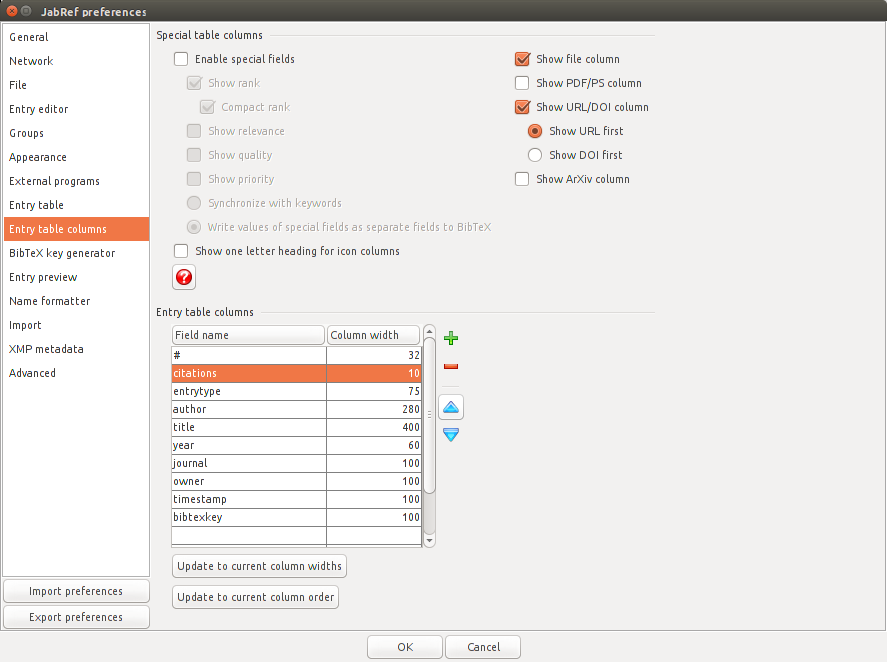 JabRef preferences
General
Network
File
Entry editor
Groups
Appearance
External programs
Entry table
Entry table columns
BibTeX key generator
Entry preview
Name formatter
Import
XMP metadata
Advanced
Import preferences
Export preferences
Special table columns
Enable special fields
Show rank
Compact rank
Show relevance
Show quality
Show priority
Synchronize with keywords
Write values of special fields as separate fields to BibTeX
Show one letter heading for icon columns
?
Show file column
Show PDF/PS column
Show URL/DOI column
Show URL first
Show DOI first
Show ArXiv column
Entry table columns
Field name Column width
# 32
citations 10
entrytype 75
author 280
title 400
year 60
journal 100
owner 100
timestamp 100
bibtexkey 100
Update to current column widths
Update to current column order
OK Cancel